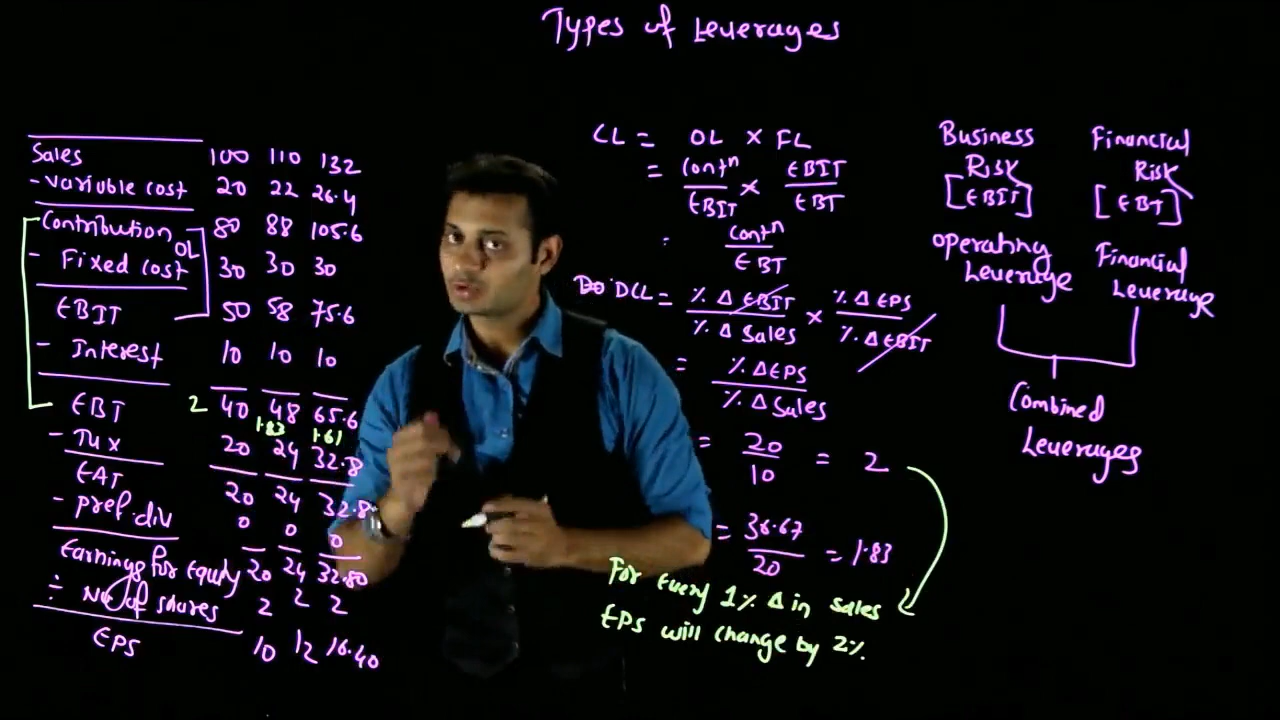 Types of Leverages
Sales 100 110 132
- Variable cost 20 22 26.4
Contribution 80 88 105.6
OL
- Fixed cost 30 30 30
EBIT 50 58 75.6
- Interest 10 10 10
EBT 2 40 48 65.6
1.83 1.61
- Tax 20 24 32.8
EAT 20 24 32.8
- Pref. div 0 0 0
Earnings for Equity 20 24 32.80
÷ No. of shares 2 2 2
EPS 10 12 16.40
CL = OL × FL
= Contⁿ/EBIT × EBIT/EBT
Contⁿ/EBT
DCL = % Δ EBIT/% Δ Sales × % Δ EPS/% Δ EBIT
= % Δ EPS/% Δ Sales
= 20/10 = 2
= 36.67/20 = 1.83
For Every 1% Δ in sales
EPS will change by 2%
Business Risk
[EBIT]
Operating Leverage
Financial Risk
[EBT]
Financial Leverage
Combined
Leverages